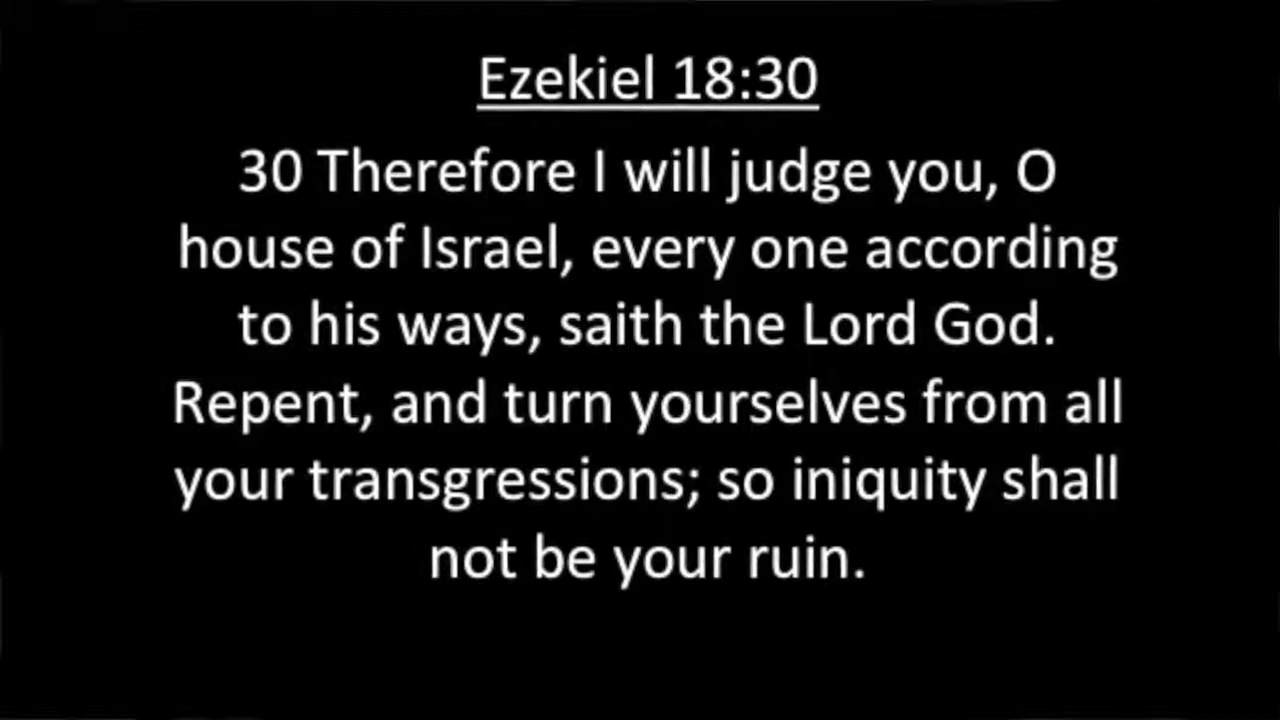 Ezekiel 18:30
30 Therefore I will judge you, O
house of Israel, every one according
to his ways, saith the Lord God.
Repent, and turn yourselves from all
your transgressions; so iniquity shall
not be your ruin.